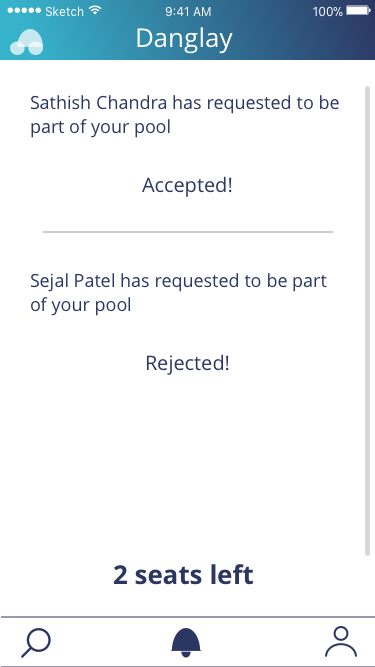 Sketch 9:41 AM 100%
Danglay
Sathish Chandra has requested to be
part of your pool
Accepted!
Sejal Patel has requested to be part
of your pool
Rejected!
2 seats left